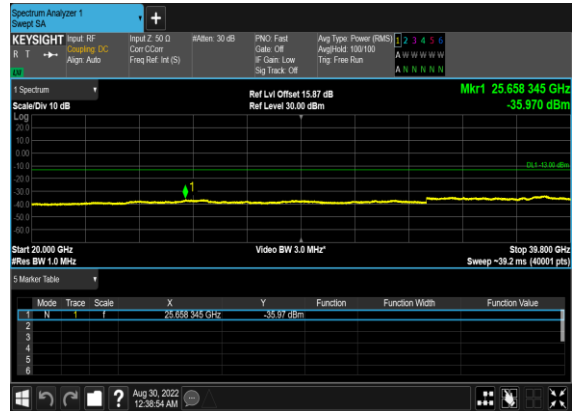 Spectrum Analyzer 1
Swept SA
+
KEYSIGHT Input: RF Input Z: 50 Ω #Atten: 30 dB PNO: Fast Avg Type: Power (RMS) 1 2 3 4 5 6
R T Coupling: DC Corr CCorr Gate: Off Avg|Hold: 100/100 A W W W W W
Align: Auto Freq Ref: Int (S) IF Gain: Low Trig: Free Run
Sig Track: Off A N N N N N
1 Spectrum Ref Lvl Offset 15.87 dB Mkr1 25.658 345 GHz
Scale/Div 10 dB Ref Level 30.00 dBm -35.970 dBm
Log
20.0
10.0
0.00
-10.0
DL1 -13.00 dBm
-20.0
1
-30.0
-40.0
-50.0
-60.0
Start 20.000 GHz Video BW 3.0 MHz* Stop 39.800 GHz
#Res BW 1.0 MHz Sweep ~39.2 ms (40001 pts)
5 Marker Table
Mode Trace Scale X Y Function Function Width Function Value
1 N 1 f 25.658 345 GHz -35.97 dBm
2
3
4
5
6
? Aug 30, 2022
12:38:54 AM